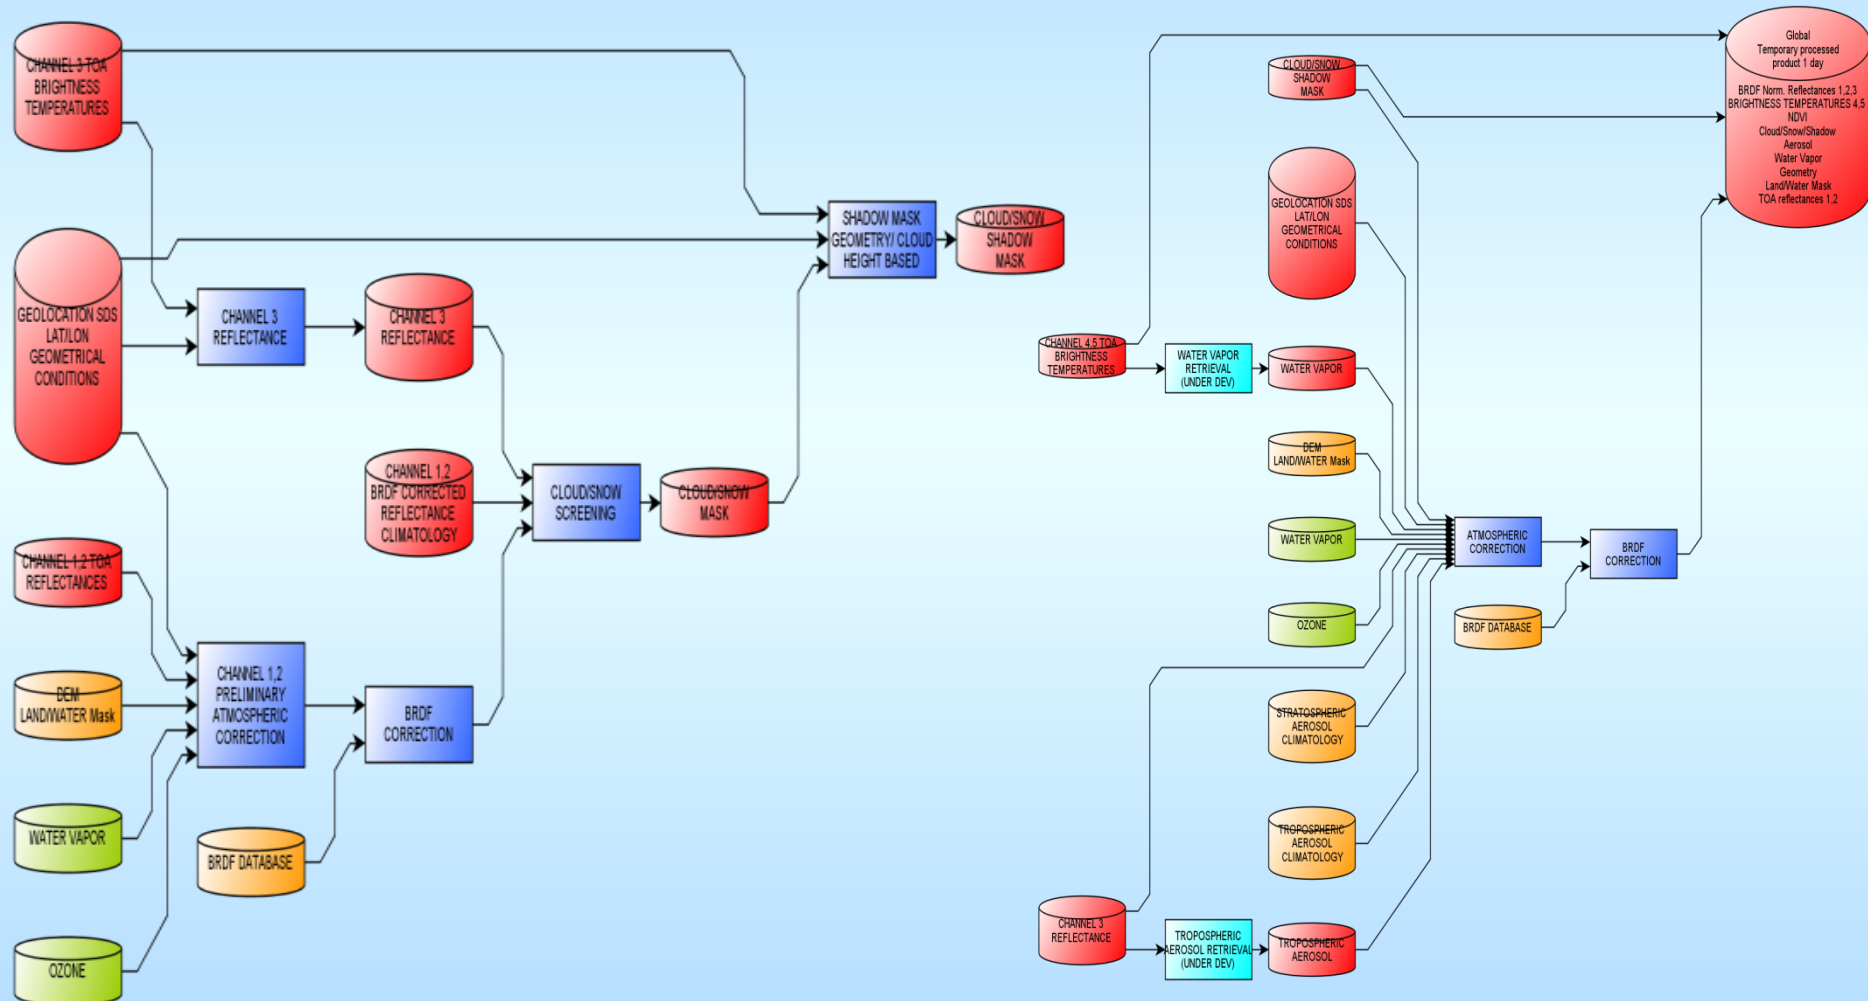 CHANNEL 3 TOA
BRIGHTNESS
TEMPERATURES
GEOLOCATION SDS
LAT/LON
GEOMETRICAL
CONDITIONS
CHANNEL 3
REFLECTANCE
CHANNEL 3
REFLECTANCE
SHADOW MASK
GEOMETRY/ CLOUD
HEIGHT BASED
CLOUD/SNOW
SHADOW
MASK
CHANNEL 1,2
BRDF CORRECTED
REFLECTANCE
CLIMATOLOGY
CLOUD/SNOW
SCREENING
CLOUD/SNOW
MASK
CHANNEL 1,2 TOA
REFLECTANCES
DEM
LAND/WATER Mask
CHANNEL 1,2
PRELIMINARY
ATMOSPHERIC
CORRECTION
BRDF
CORRECTION
WATER VAPOR
BRDF DATABASE
OZONE
CLOUD/SNOW
SHADOW
MASK
GEOLOCATION SDS
LAT/LON
GEOMETRICAL
CONDITIONS
CHANNEL 4,5 TOA
BRIGHTNESS
TEMPERATURES
WATER VAPOR
RETRIEVAL
(UNDER DEV)
WATER VAPOR
DEM
LAND/WATER Mask
WATER VAPOR
OZONE
STRATOSPHERIC
AEROSOL
CLIMATOLOGY
TROPOSPHERIC
AEROSOL
CLIMATOLOGY
CHANNEL 3
REFLECTANCE
TROPOSPHERIC
AEROSOL RETRIEVAL
(UNDER DEV)
TROPOSPHERIC
AEROSOL
ATMOSPHERIC
CORRECTION
BRDF
CORRECTION
BRDF DATABASE
Global
Temporary processed
product 1 day
BRDF Norm. Reflectances 1,2,3
BRIGHTNESS TEMPERATURES 4,5
NDVI
Cloud/Snow/Shadow
Aerosol
Water Vapor
Geometry
Land/Water Mask
TOA reflectances 1,2